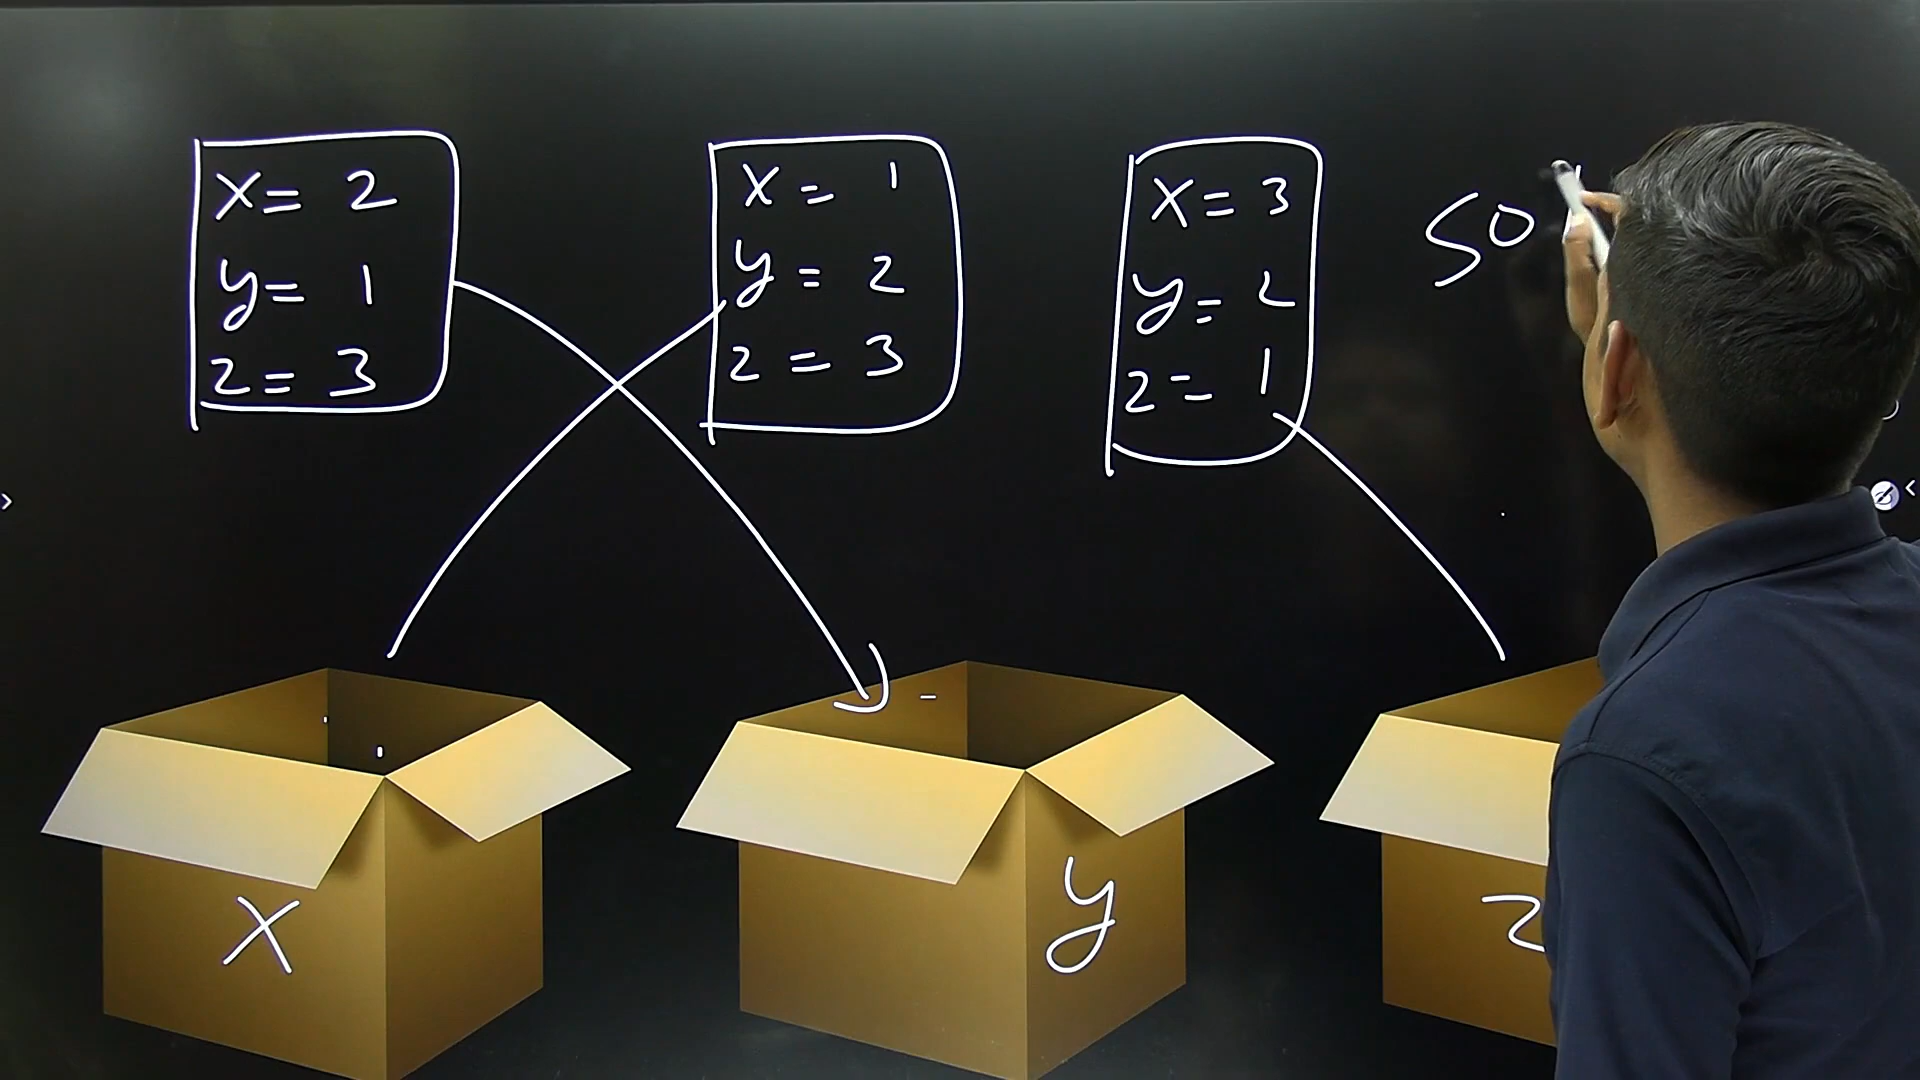 x = 2
y = 1
z = 3
x = 1
y = 2
z = 3
x = 3
y = 2
z = 1
so
x
y
z